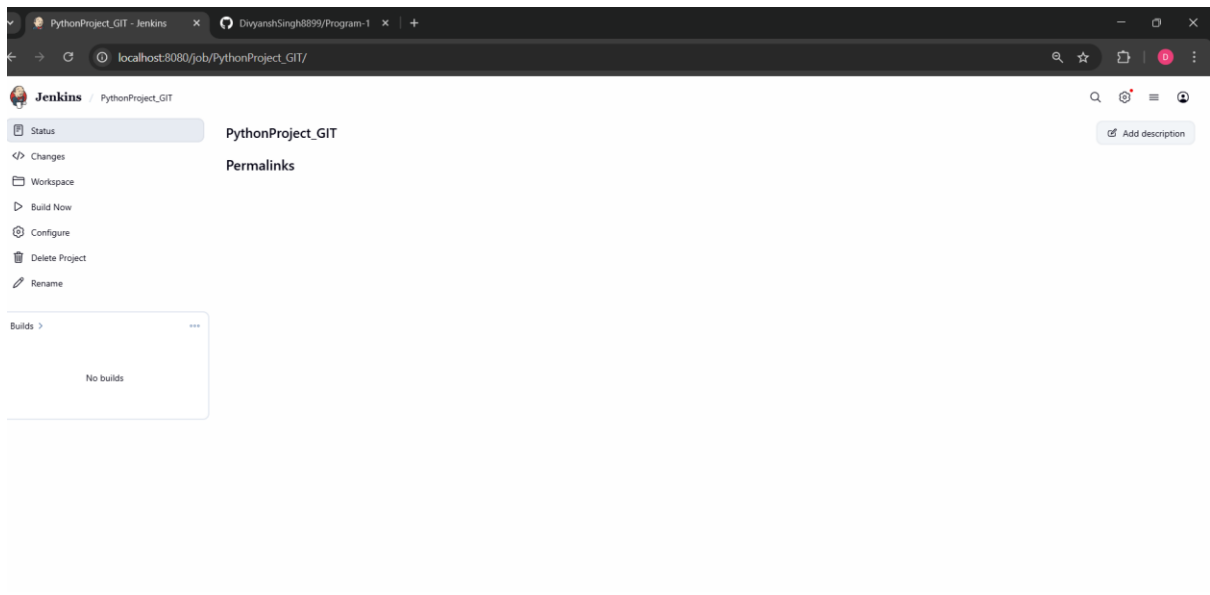 PythonProject_GIT - Jenkins
DivyanshSingh8899/Program-1
localhost:8080/job/PythonProject_GIT/
D
Jenkins / PythonProject_GIT
Status
PythonProject_GIT
Add description
Changes
Permalinks
Workspace
Build Now
Configure
Delete Project
Rename
Builds
No builds